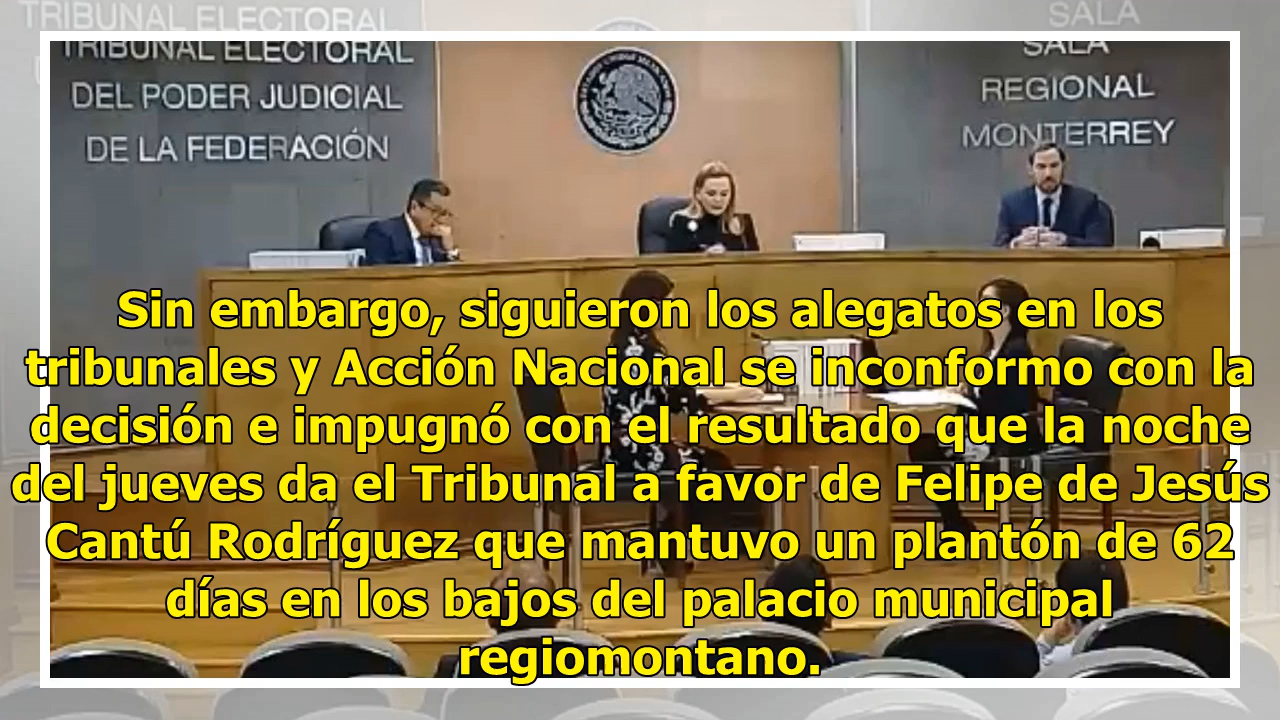 TRIBUNAL ELECTORAL
SALA
TRIBUNAL ELECTORAL
DEL PODER JUDICIAL
DE LA FEDERACIÓN
SALA
REGIONAL
MONTERREY
Sin embargo, siguieron los alegatos en los
tribunales y Acción Nacional se inconformo con la
decisión e impugnó con el resultado que la noche
del jueves da el Tribunal a favor de Felipe de Jesús
Cantú Rodríguez que mantuvo un plantón de 62
días en los bajos del palacio municipal
regiomontano.